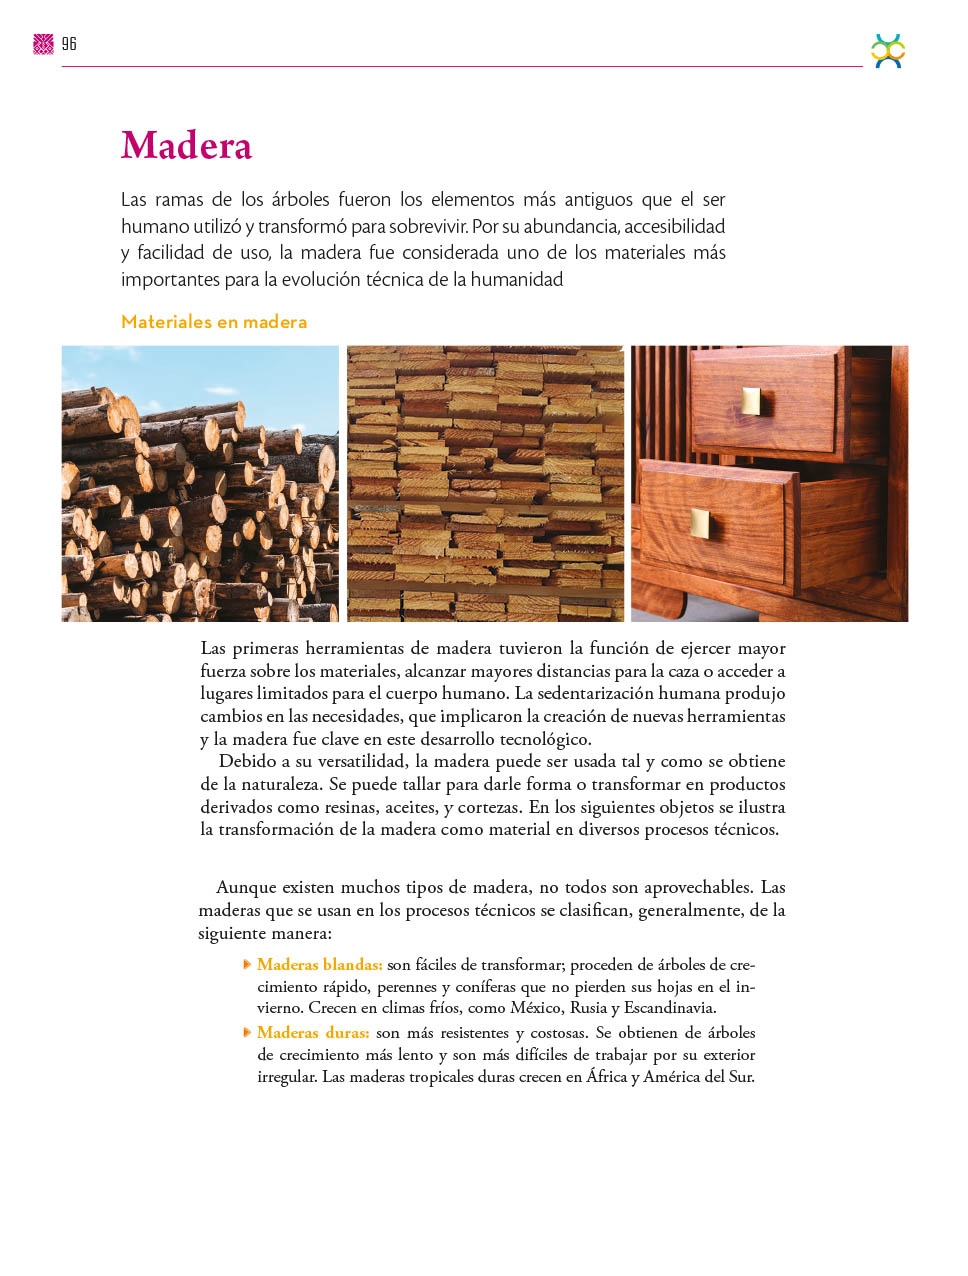 96
Madera
Las ramas de los árboles fueron los elementos más antiguos que el ser
humano utilizó y transformó para sobrevivir. Por su abundancia, accesibilidad
y facilidad de uso, la madera fue considerada uno de los materiales más
importantes para la evolución técnica de la humanidad
Materiales en madera
Las primeras herramientas de madera tuvieron la función de ejercer mayor
fuerza sobre los materiales, alcanzar mayores distancias para la caza o acceder a
lugares limitados para el cuerpo humano. La sedentarización humana produjo
cambios en las necesidades, que implicaron la creación de nuevas herramientas
y la madera fue clave en este desarrollo tecnológico.
Debido a su versatilidad, la madera puede ser usada tal y como se obtiene
de la naturaleza. Se puede tallar para darle forma o transformar en productos
derivados como resinas, aceites, y cortezas. En los siguientes objetos se ilustra
la transformación de la madera como material en diversos procesos técnicos.
Aunque existen muchos tipos de madera, no todos son aprovechables. Las
maderas que se usan en los procesos técnicos se clasifican, generalmente, de la
siguiente manera:
Maderas blandas: son fáciles de transformar; proceden de árboles de cre-
cimiento rápido, perennes y coníferas que no pierden sus hojas en el in-
vierno. Crecen en climas fríos, como México, Rusia y Escandinavia.
Maderas duras: son más resistentes y costosas. Se obtienen de árboles
de crecimiento más lento y son más difíciles de trabajar por su exterior
irregular. Las maderas tropicales duras crecen en África y América del Sur.